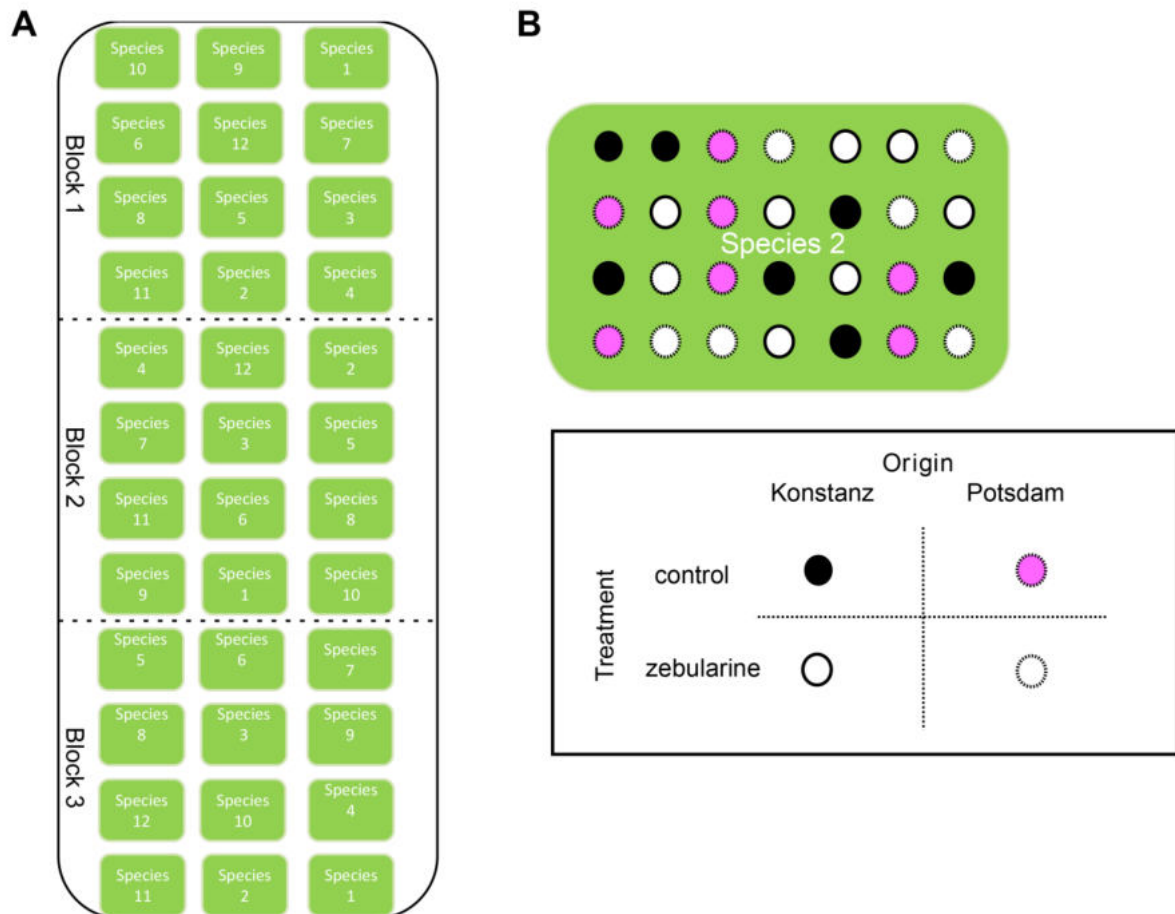 A
Block 1
Species
10
Species
9
Species
1
Species
6
Species
12
Species
7
Species
8
Species
5
Species
3
Species
11
Species
2
Species
4
Block 2
Species
4
Species
12
Species
2
Species
7
Species
3
Species
5
Species
11
Species
6
Species
8
Species
9
Species
1
Species
10
Block 3
Species
5
Species
6
Species
7
Species
8
Species
3
Species
9
Species
12
Species
10
Species
4
Species
11
Species
2
Species
1
B
Species 2
Origin
Konstanz
Potsdam
Treatment
control
zebularine